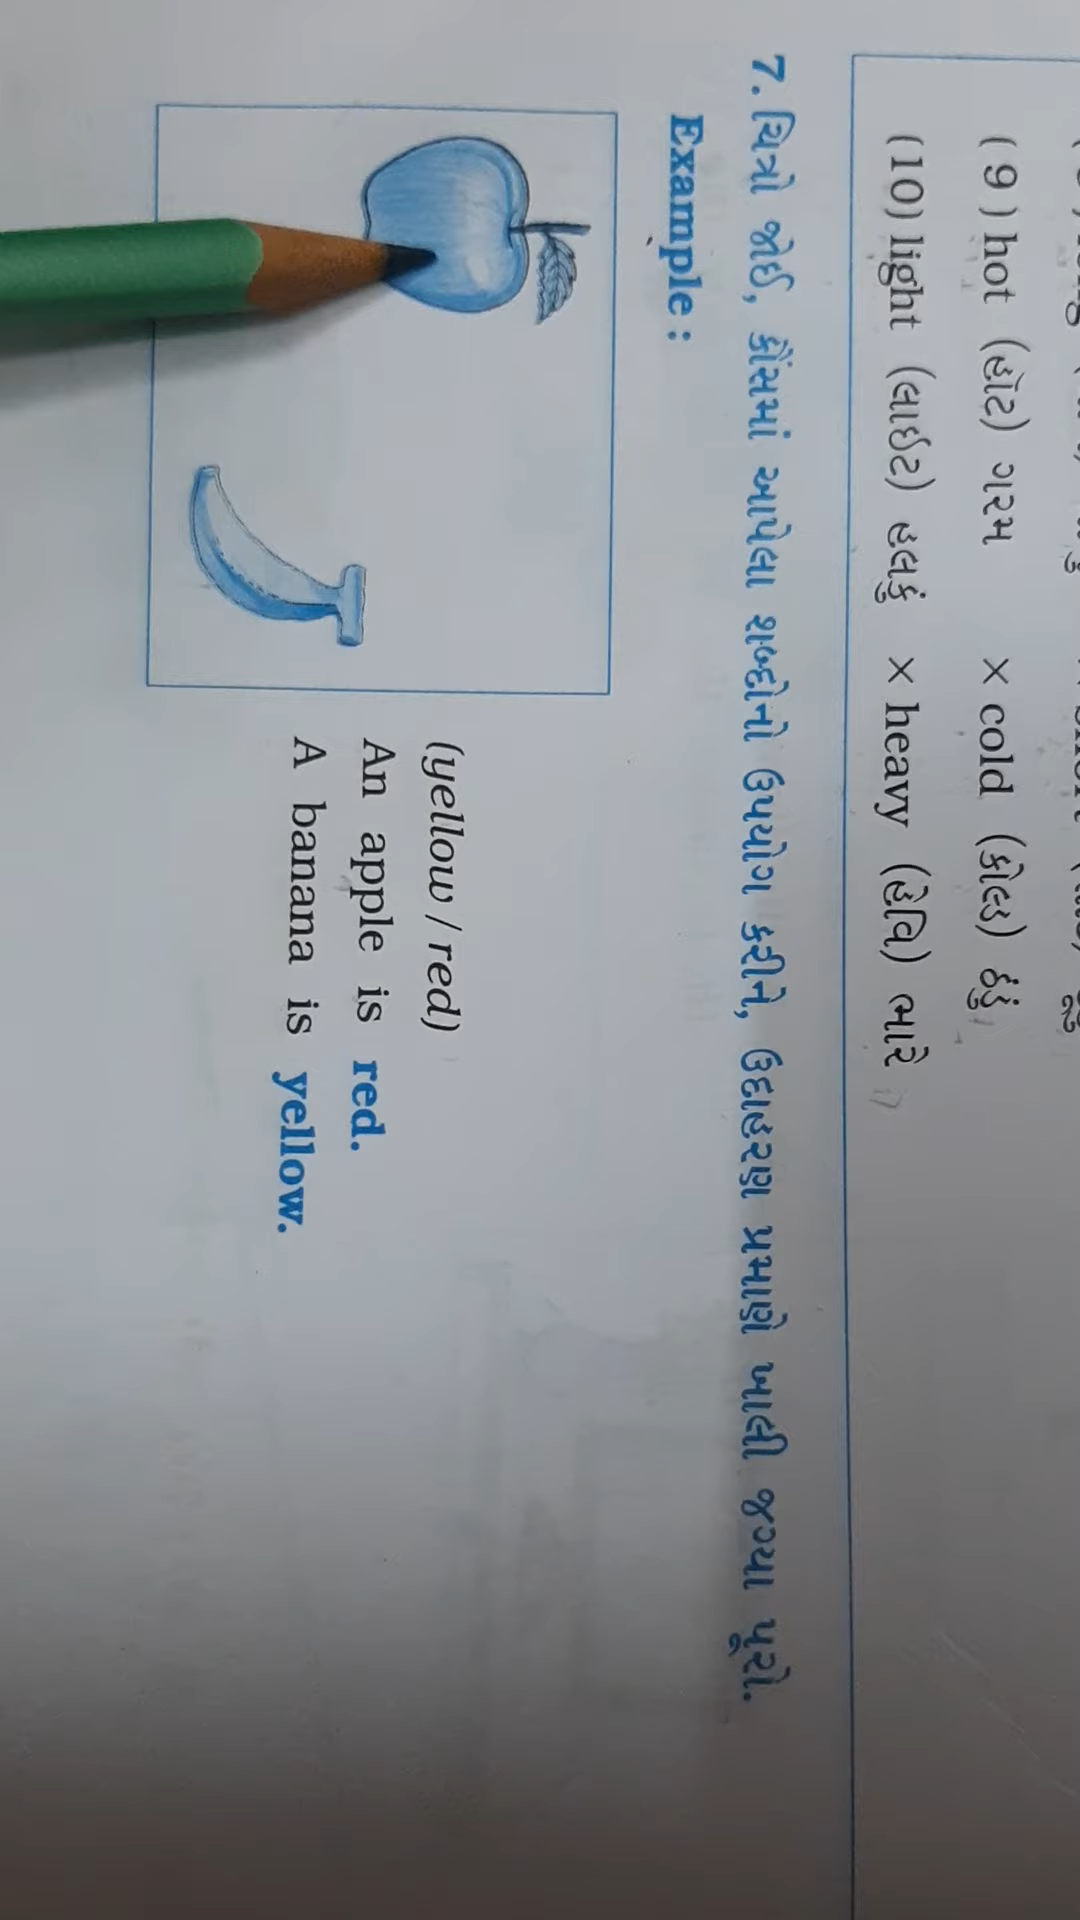 (9) hot (હૉટ) ગરમ × cold (કોલ્ડ) ઠંડું
(10) light (લાઈટ) હલકું × heavy (હેવિ) ભારે
7. ચિત્રો જોઈ, કૌંસમાં આપેલા શબ્દોનો ઉપયોગ કરીને, ઉદાહરણ પ્રમાણે ખાલી જગ્યા પૂરો.
Example :
(yellow / red)
An apple is red.
A banana is yellow.